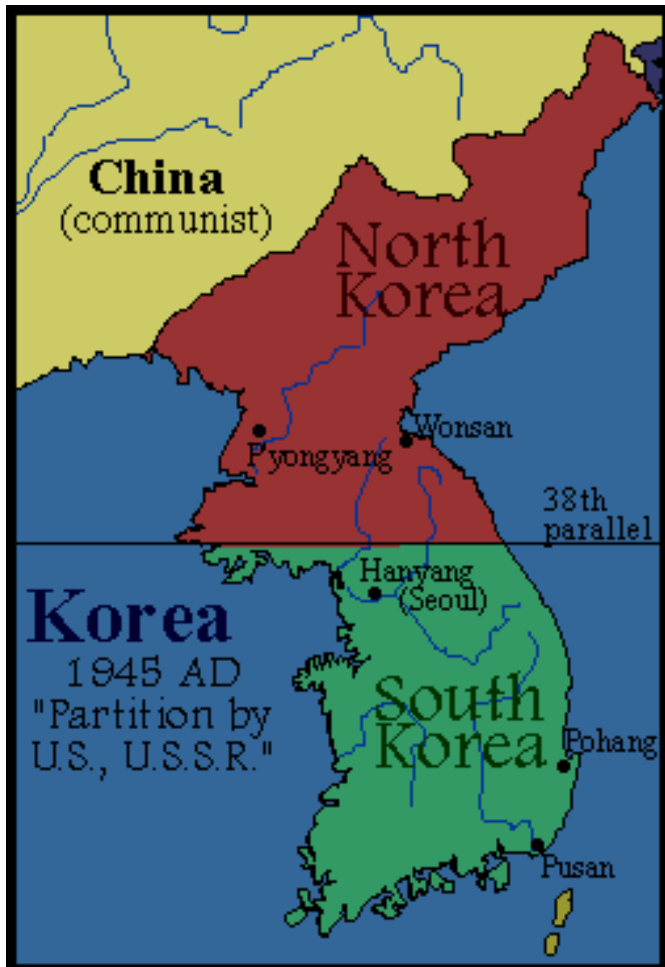 China
(communist)
North
Korea
Wonsan
Pyongyang
38th
parallel
Hanyang
(Seoul)
Korea
1945 AD
"Partition by
U.S., U.S.S.R."
South
Korea
Pohang
Pusan